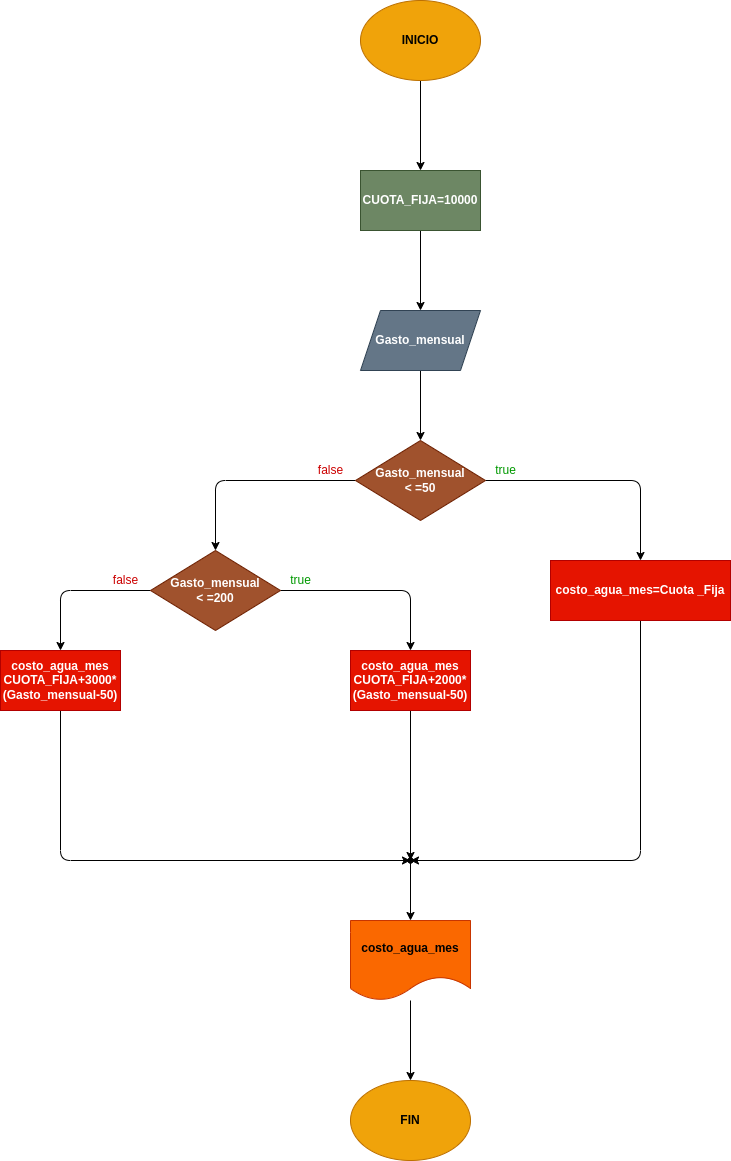 INICIO
CUOTA_FIJA=10000
Gasto_mensual
false
true
Gasto_mensual
< =50
false
true
Gasto_mensual
< =200
costo_agua_mes=Cuota _Fija
costo_agua_mes
CUOTA_FIJA+3000*
(Gasto_mensual-50)
costo_agua_mes
CUOTA_FIJA+2000*
(Gasto_mensual-50)
costo_agua_mes
FIN